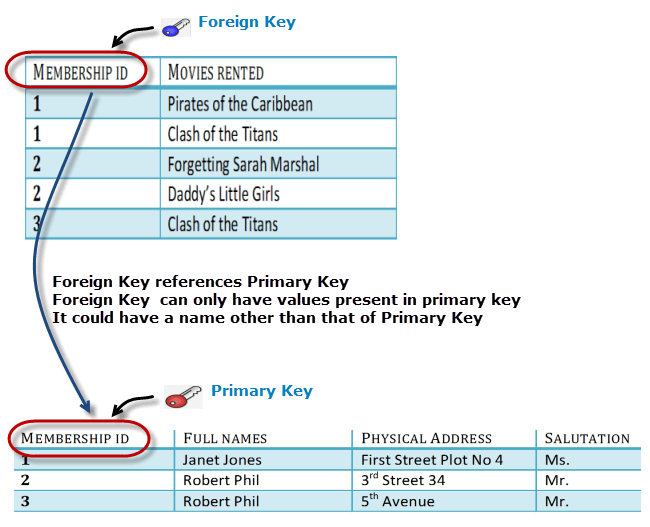 Foreign Key
MEMBERSHIP ID MOVIES RENTED
1 Pirates of the Caribbean
1 Clash of the Titans
2 Forgetting Sarah Marshal
2 Daddy's Little Girls
3 Clash of the Titans
Foreign Key references Primary Key
Foreign Key can only have values present in primary key
It could have a name other than that of Primary Key
Primary Key
MEMBERSHIP ID FULL NAMES PHYSICAL ADDRESS SALUTATION
1 Janet Jones First Street Plot No 4 Ms.
2 Robert Phil 3rd Street 34 Mr.
3 Robert Phil 5th Avenue Mr.